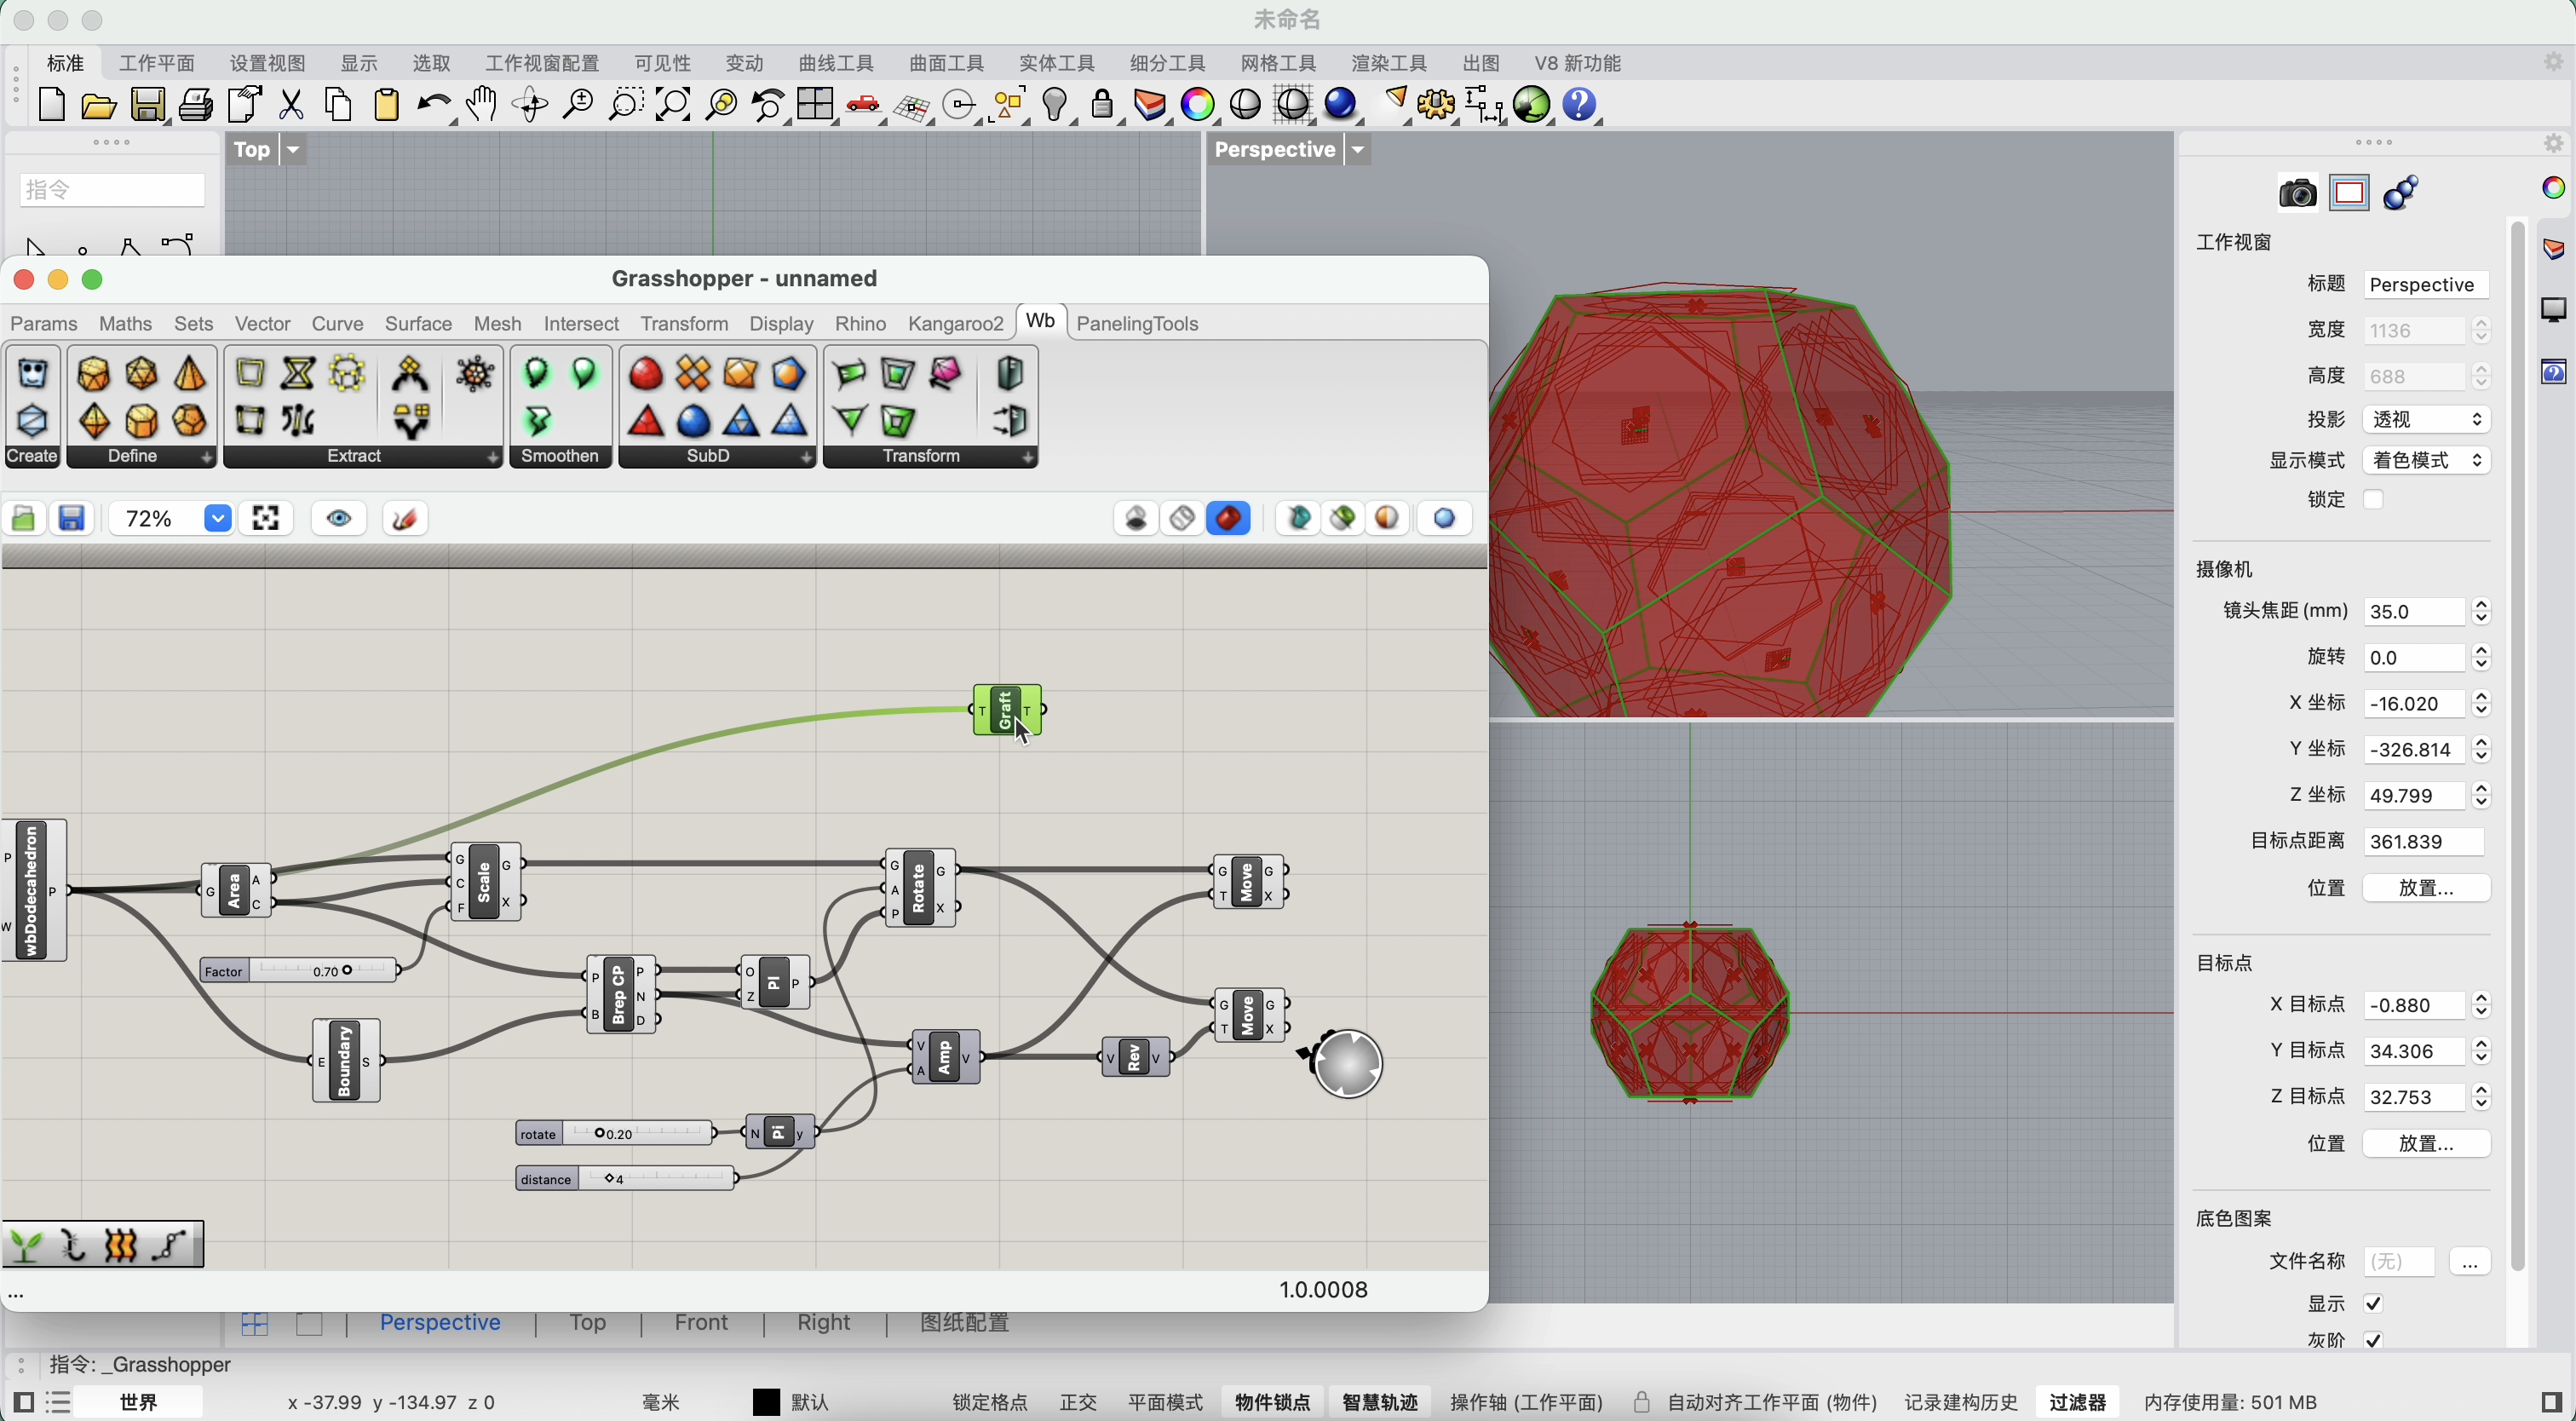 未命名
标准 工作平面 设置视图 显示 选取 工作视窗配置 可见性 变动 曲线工具 曲面工具 实体工具 细分工具 网格工具 渲染工具 出图 V8 新功能
指令
Top
Perspective
Grasshopper - unnamed
Params Maths Sets Vector Curve Surface Mesh Intersect Transform Display Rhino Kangaroo2 Wb PanelingTools
Create Define Extract Smoothen SubD Transform
72%
T Graft T
P W wbDodecahedron P
G Area A C
G C F Scale G X
Factor 0.70
E Boundary S
P B Brep CP P N D
O Z Pl P
G A P Rotate G X
V A Amp V
V Rev V
G T Move G X
G T Move G X
rotate 0.20
N Pi y
distance 4
... 1.0.0008
Perspective Top Front Right 图纸配置
指令: _Grasshopper
世界 x -37.99 y -134.97 z 0 毫米 默认 锁定格点 正交 平面模式 物件锁点 智慧轨迹 操作轴 (工作平面) 自动对齐工作平面 (物件) 记录建构历史 过滤器 内存使用量: 501 MB
工作视窗
标题 Perspective
宽度 1136
高度 688
投影 透视
显示模式 着色模式
锁定
摄像机
镜头焦距 (mm) 35.0
旋转 0.0
X 坐标 -16.020
Y 坐标 -326.814
Z 坐标 49.799
目标点距离 361.839
位置 放置...
目标点
X 目标点 -0.880
Y 目标点 34.306
Z 目标点 32.753
位置 放置...
底色图案
文件名称 (无) ...
显示
灰阶